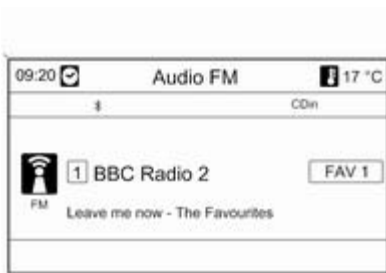 09:20 Audio FM 17 °C
CDin
1 BBC Radio 2 FAV 1
FM
Leave me now - The Favourites